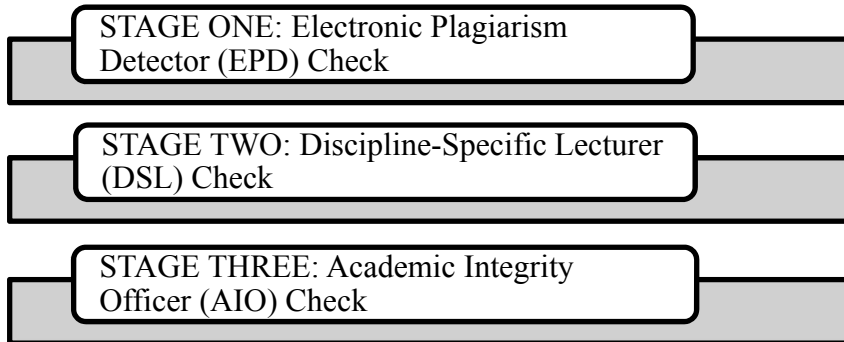 STAGE ONE: Electronic Plagiarism
Detector (EPD) Check
STAGE TWO: Discipline-Specific Lecturer
(DSL) Check
STAGE THREE: Academic Integrity
Officer (AIO) Check